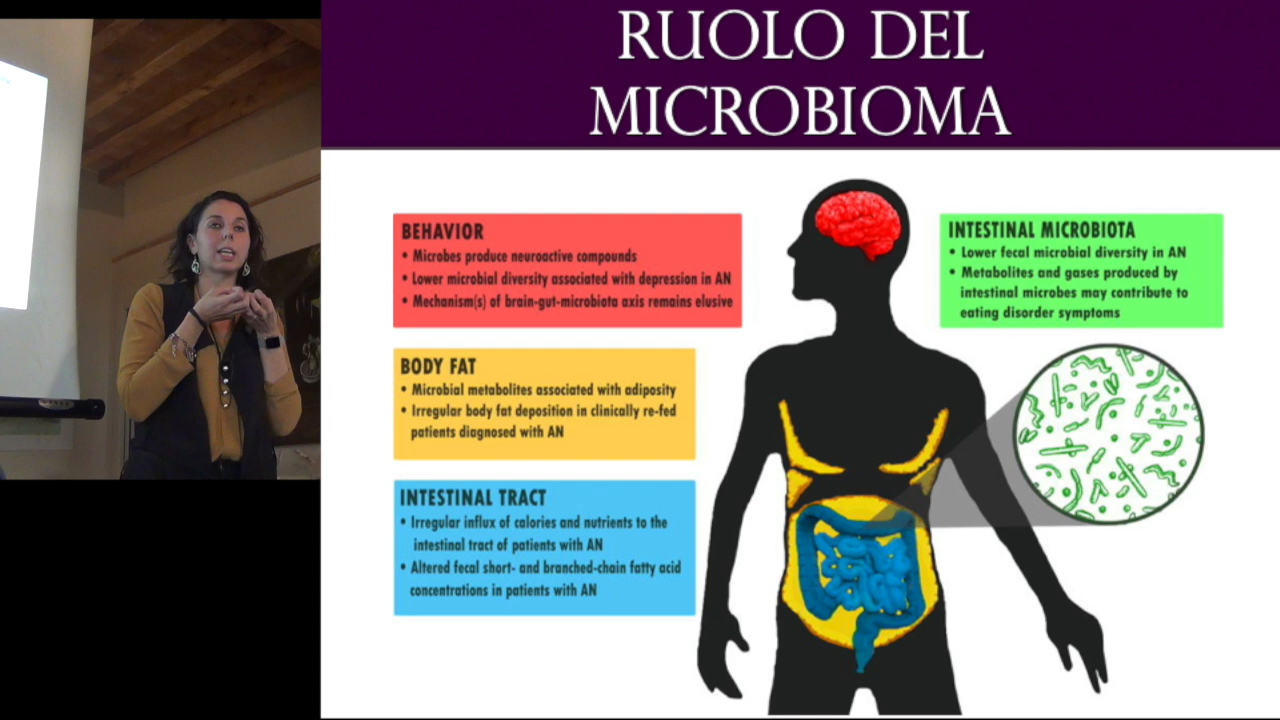 RUOLO DEL
MICROBIOMA
BEHAVIOR
• Microbes produce neuroactive compounds
• Lower microbial diversity associated with depression in AN
• Mechanism(s) of brain-gut-microbiota axis remains elusive
BODY FAT
• Microbial metabolites associated with adiposity
• Irregular body fat deposition in clinically re-fed
patients diagnosed with AN
INTESTINAL TRACT
• Irregular influx of calories and nutrients to the
intestinal tract of patients with AN
• Altered fecal short- and branched-chain fatty acid
concentrations in patients with AN
INTESTINAL MICROBIOTA
• Lower fecal microbial diversity in AN
• Metabolites and gases produced by
intestinal microbes may contribute to
eating disorder symptoms